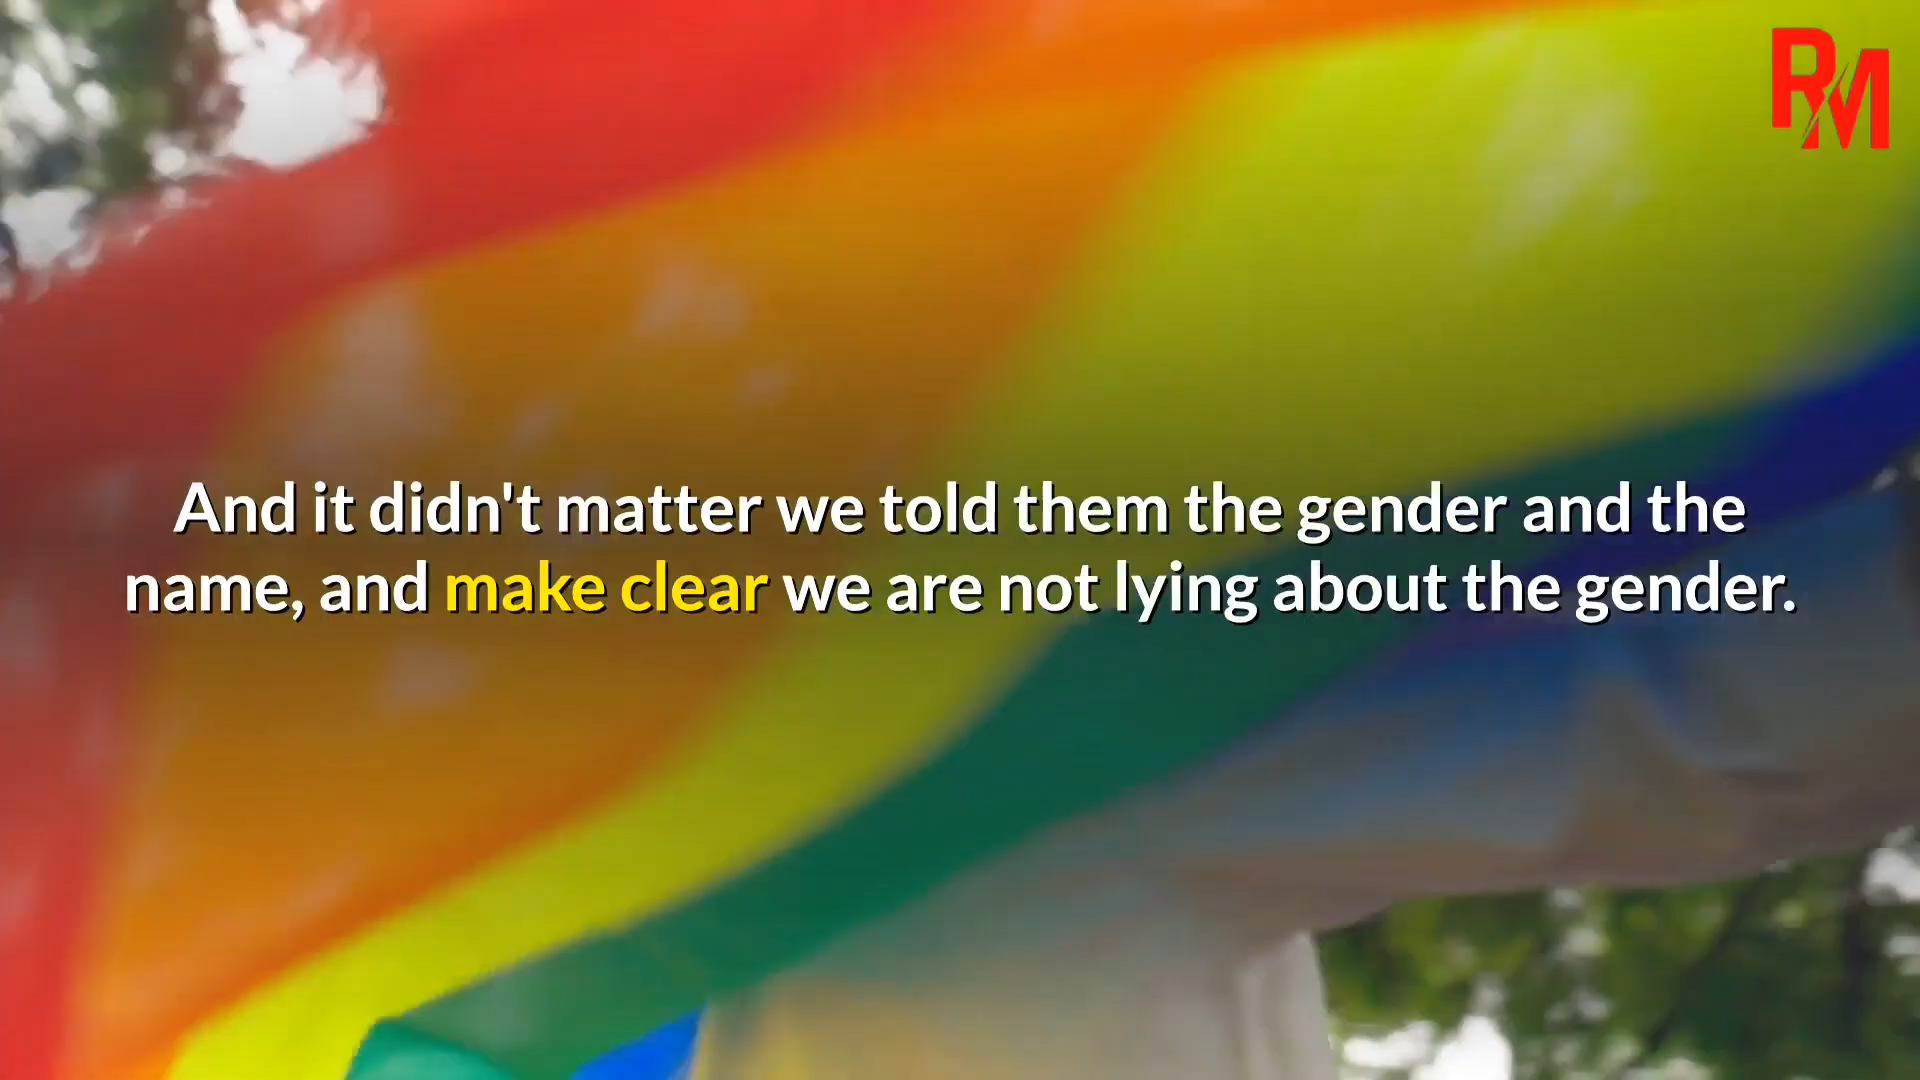 RM
And it didn't matter we told them the gender and the
name, and make clear we are not lying about the gender.